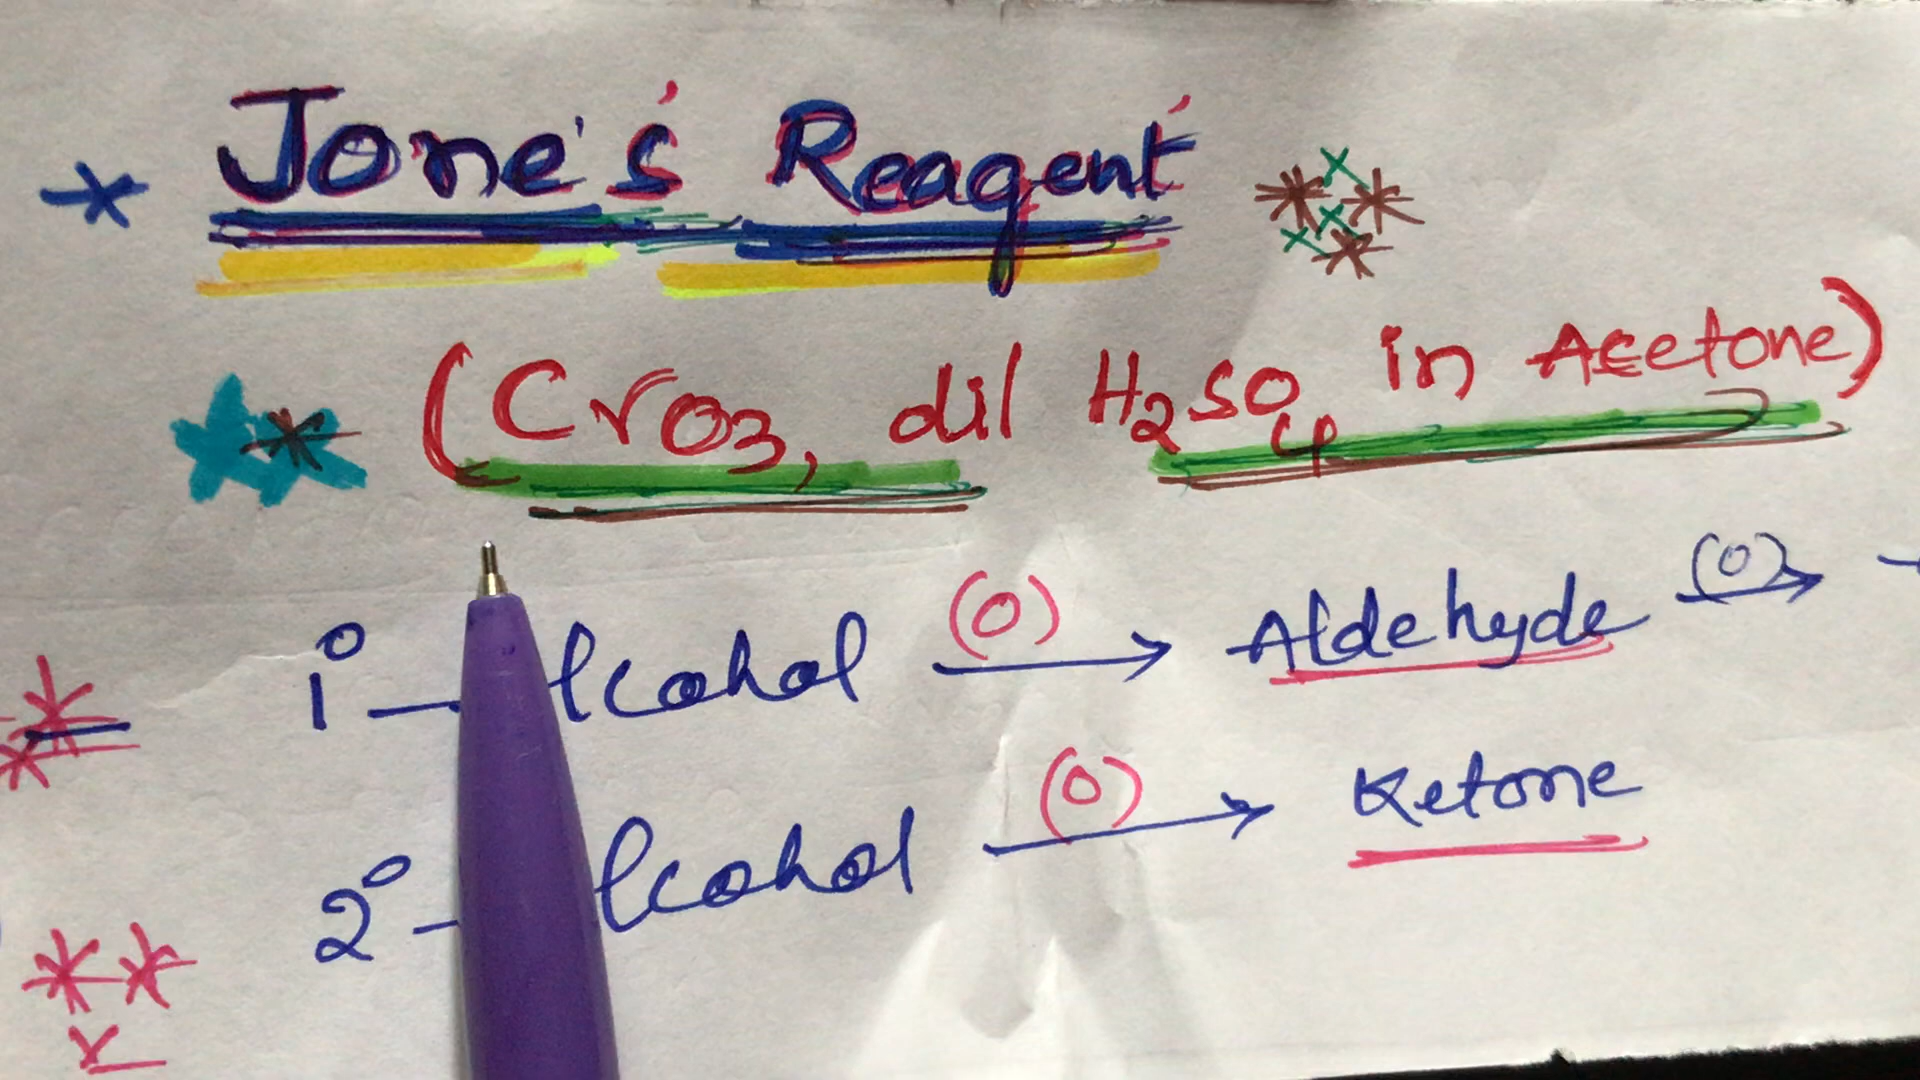 Jone's Reagent
(CrO3, dil H2SO4 in Acetone)
1° - lcohol (O) → Aldehyde (O) →
2° - lcohol (O) → Ketone